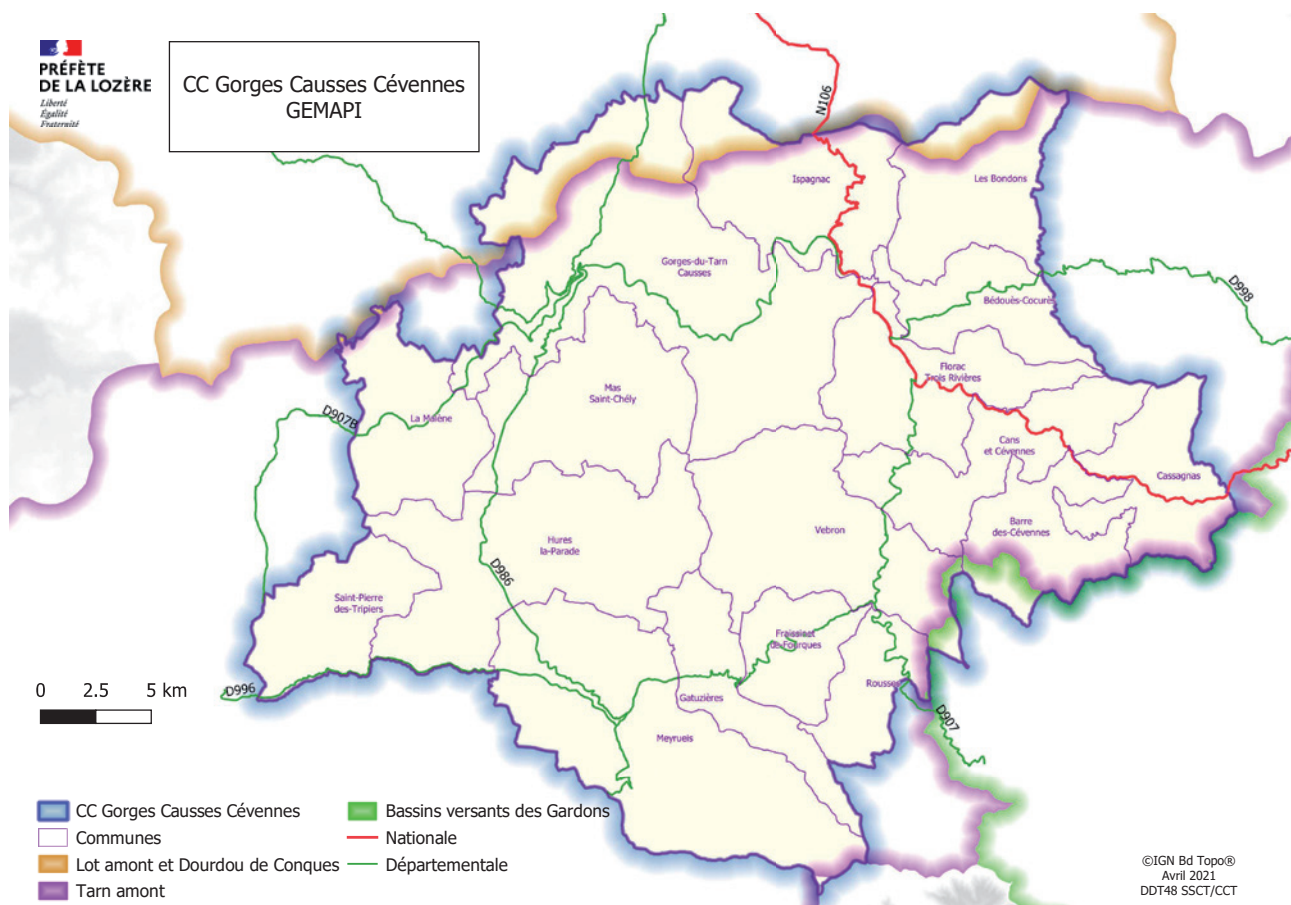 PRÉFÈTE
DE LA LOZÈRE
Liberté
Égalité
Fraternité
CC Gorges Causses Cévennes
GEMAPI
N106
Ispagnac
Les Bondons
Gorges-du-Tarn
Causses
D998
Bédouès-Cocurès
Florac
Trois Rivières
Mas
Saint-Chély
La Malène
D907B
Cans
et Cévennes
Cassagnas
Barre
des-Cévennes
Vebron
Hures
la-Parade
D986
Saint-Pierre
des-Tripiers
Fraissinet
de-Fourques
Rousses
D996
Gatuzières
D907
Meyrueis
0 2.5 5 km
CC Gorges Causses Cévennes
Communes
Lot amont et Dourdou de Conques
Tarn amont
Bassins versants des Gardons
Nationale
Départementale
©IGN Bd Topo®
Avril 2021
DDT48 SSCT/CCT